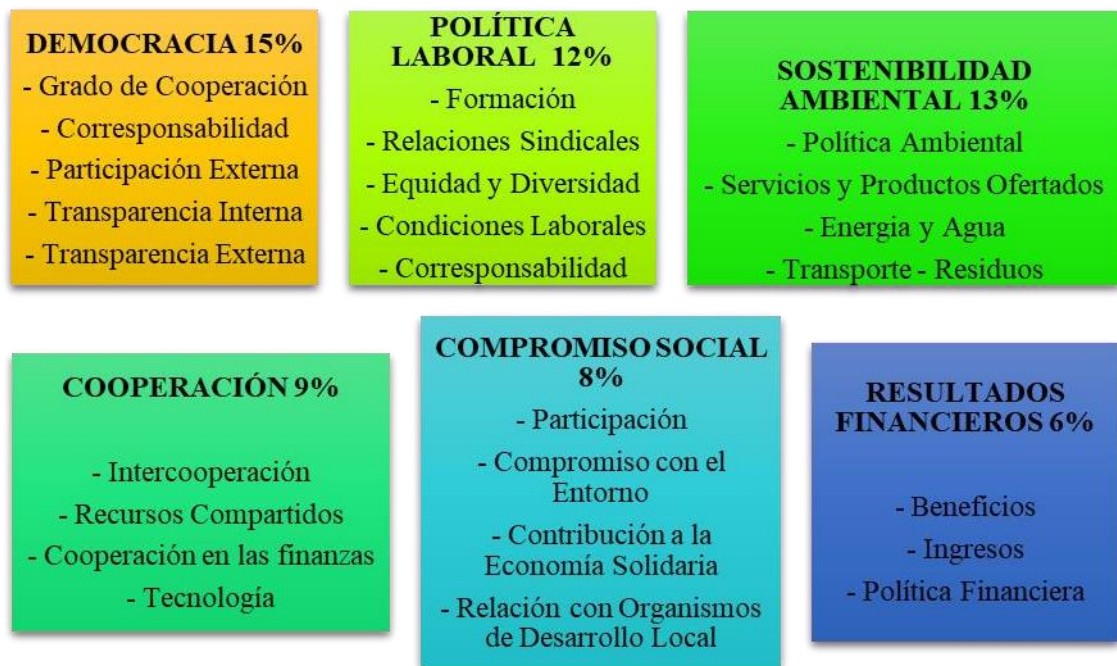 DEMOCRACIA 15%
- Grado de Cooperación
- Corresponsabilidad
- Participación Externa
- Transparencia Interna
- Transparencia Externa
POLÍTICA
LABORAL 12%
- Formación
- Relaciones Sindicales
- Equidad y Diversidad
- Condiciones Laborales
- Corresponsabilidad
SOSTENIBILIDAD
AMBIENTAL 13%
- Política Ambiental
- Servicios y Productos Ofertados
- Energia y Agua
- Transporte - Residuos
COOPERACIÓN 9%
- Intercooperación
- Recursos Compartidos
- Cooperación en las finanzas
- Tecnología
COMPROMISO SOCIAL
8%
- Participación
- Compromiso con el
Entorno
- Contribución a la
Economía Solidaria
- Relación con Organismos
de Desarrollo Local
RESULTADOS
FINANCIEROS 6%
- Beneficios
- Ingresos
- Política Financiera